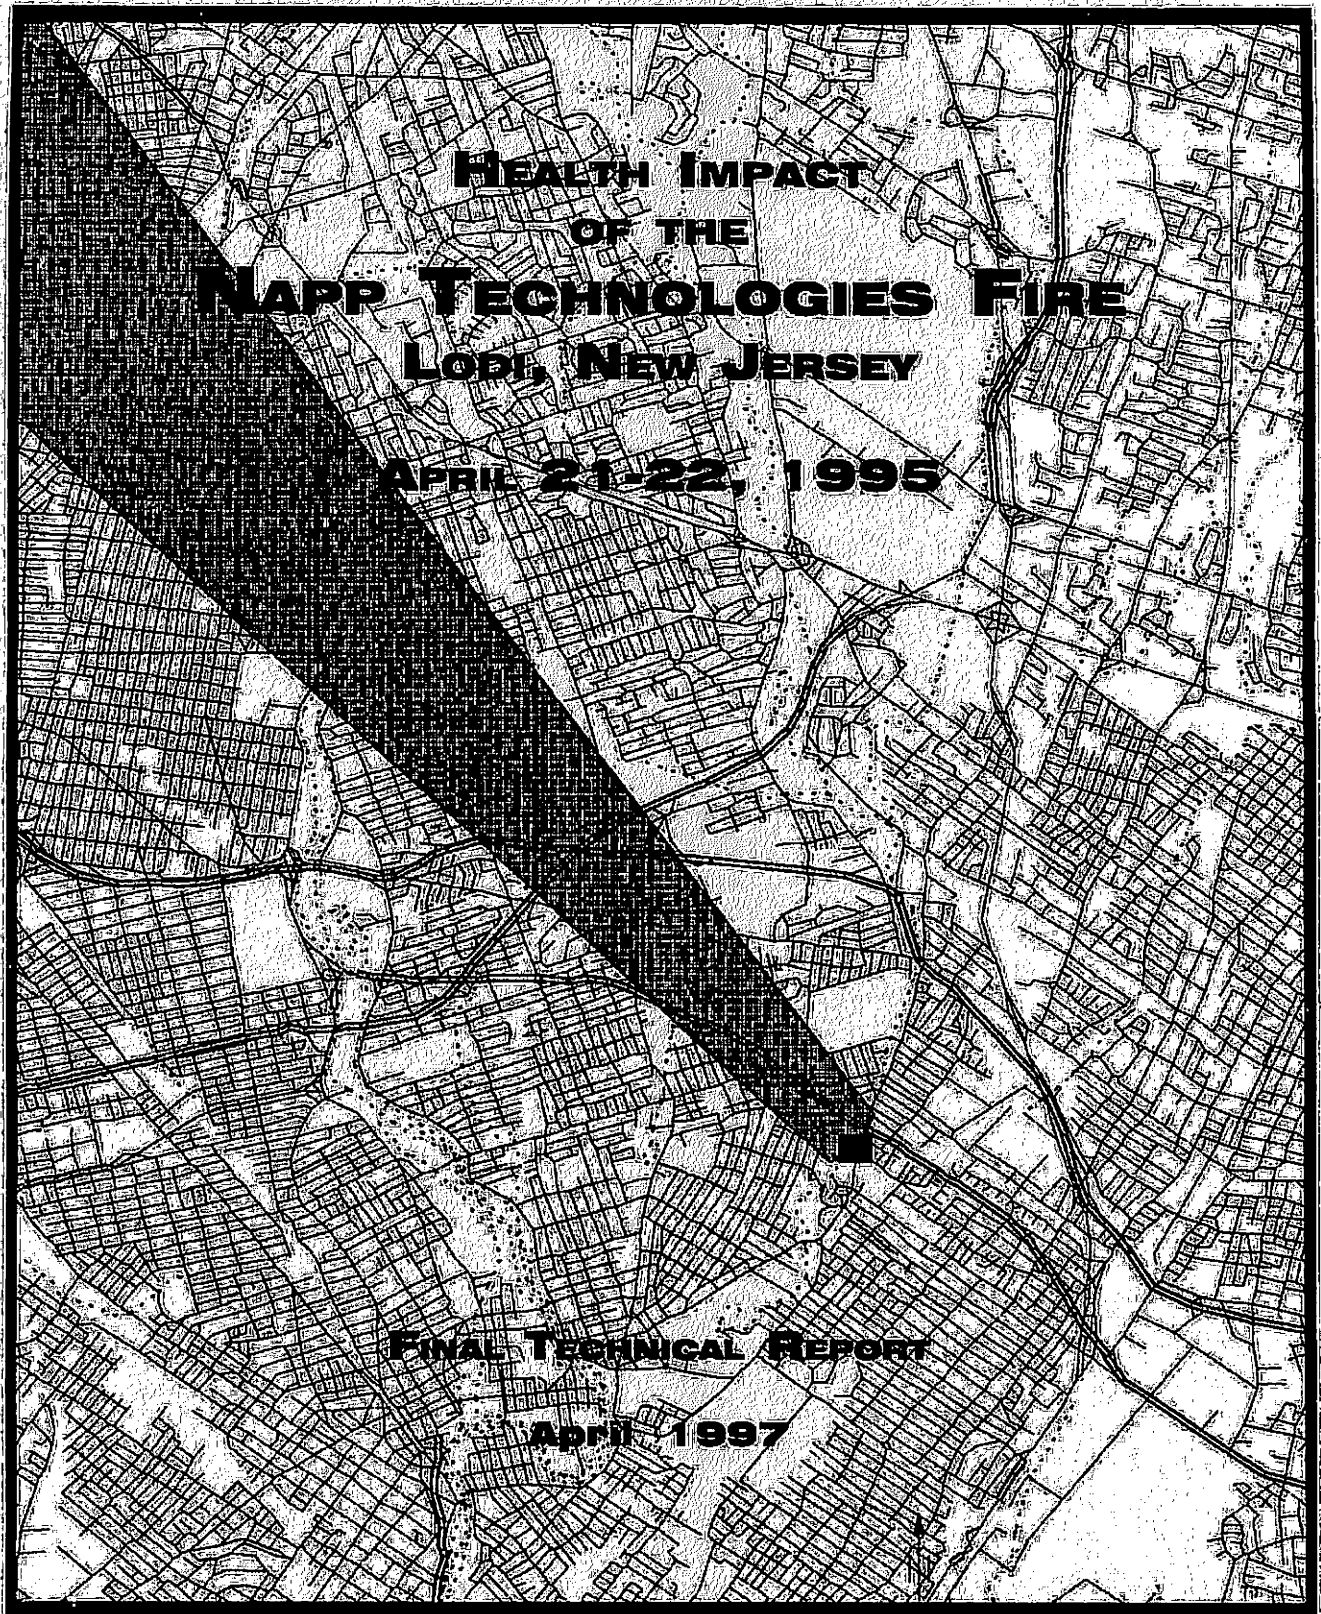 HEALTH IMPACT
OF THE
NAPP TECHNOLOGIES FIRE
LODI, NEW JERSEY
APRIL 21-22, 1995
FINAL TECHNICAL REPORT
April 1997